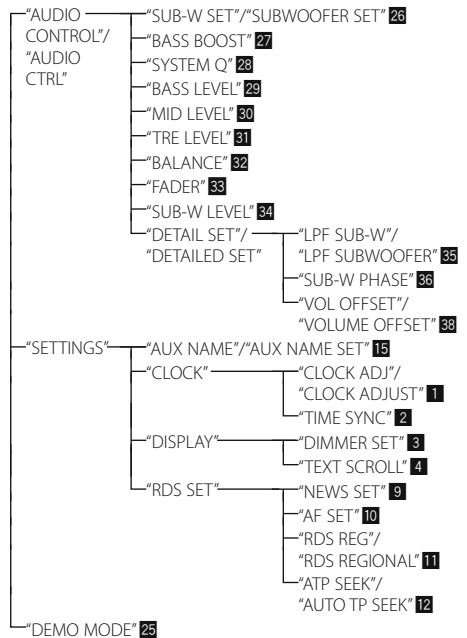 “AUDIO CONTROL”/ “AUDIO CTRL”
“SUB-W SET”/“SUBWOOFER SET” 26
“BASS BOOST” 27
“SYSTEM Q” 28
“BASS LEVEL” 29
“MID LEVEL” 30
“TRE LEVEL” 31
“BALANCE” 32
“FADER” 33
“SUB-W LEVEL” 34
“DETAIL SET”/
“DETAILED SET”
“LPF SUB-W”/
“LPF SUBWOOFER” 35
“SUB-W PHASE” 36
“VOL OFFSET”/
“VOLUME OFFSET” 38
“SETTINGS”
“AUX NAME”/“AUX NAME SET” 15
“CLOCK”
“CLOCK ADJ”/
“CLOCK ADJUST” 1
“TIME SYNC” 2
“DISPLAY”
“DIMMER SET” 3
“TEXT SCROLL” 4
“RDS SET”
“NEWS SET” 9
“AF SET” 10
“RDS REG”/
“RDS REGIONAL” 11
“ATP SEEK”/
“AUTO TP SEEK” 12
“DEMO MODE” 25